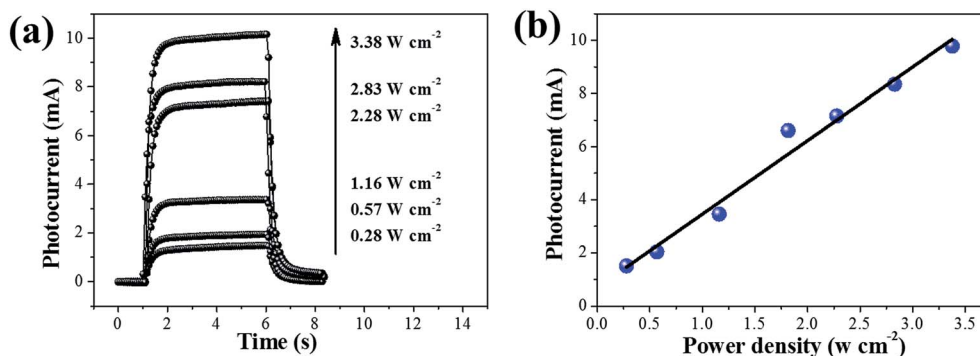 (a)
Photocurrent (mA)
10
8
6
4
2
0
3.38 W cm-2
2.83 W cm-2
2.28 W cm-2
1.16 W cm-2
0.57 W cm-2
0.28 W cm-2
0 2 4 6 8 10 12 14
Time (s)
(b)
Photocurrent (mA)
10
8
6
4
2
0
0.0 0.5 1.0 1.5 2.0 2.5 3.0 3.5
Power density (w cm-2)